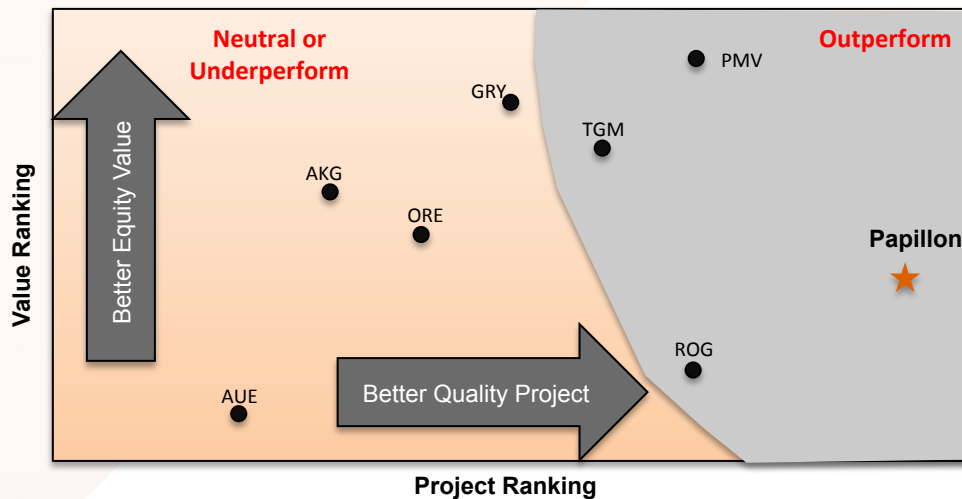 Neutral or
Underperform
Outperform
PMV
GRY
TGM
AKG
ORE
Papillon
ROG
AUE
Better Equity Value
Better Quality Project
Value Ranking
Project Ranking